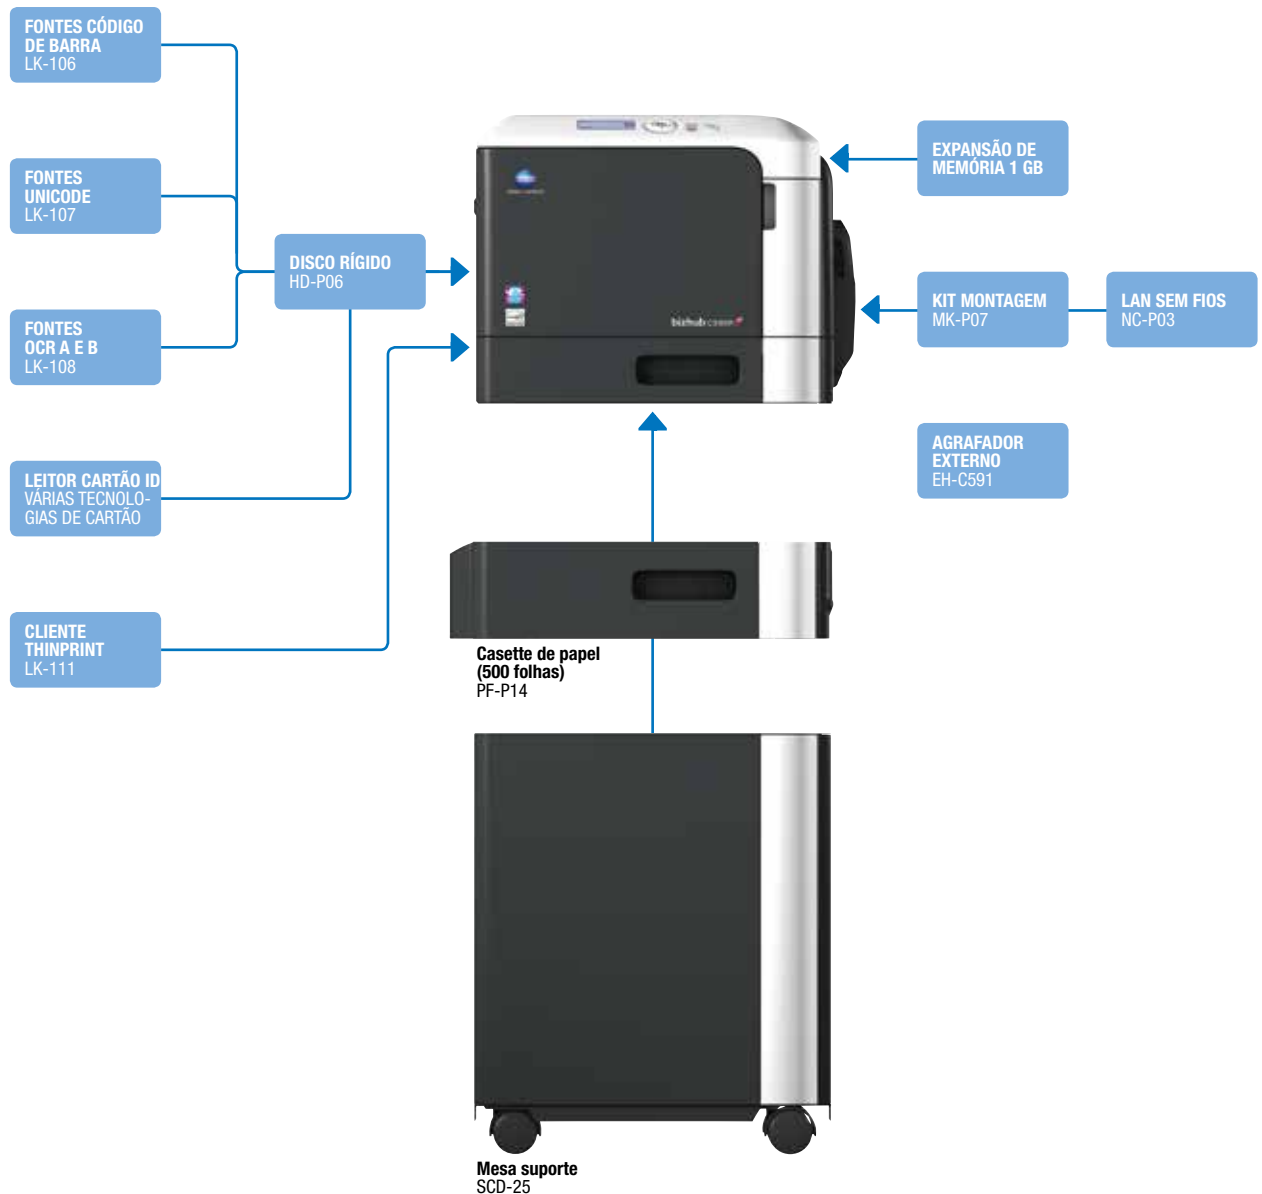 FONTES CÓDIGO
DE BARRA
LK-106
FONTES
UNICODE
LK-107
FONTES
OCR A E B
LK-108
LEITOR CARTÃO ID
VÁRIAS TECNOLO-
GIAS DE CARTÃO
CLIENTE
THINPRINT
LK-111
DISCO RÍGIDO
HD-P06
bizhub
EXPANSÃO DE
MEMÓRIA 1 GB
KIT MONTAGEM
MK-P07
LAN SEM FIOS
NC-P03
AGRAFADOR
EXTERNO
EH-C591
Casette de papel
(500 folhas)
PF-P14
Mesa suporte
SCD-25